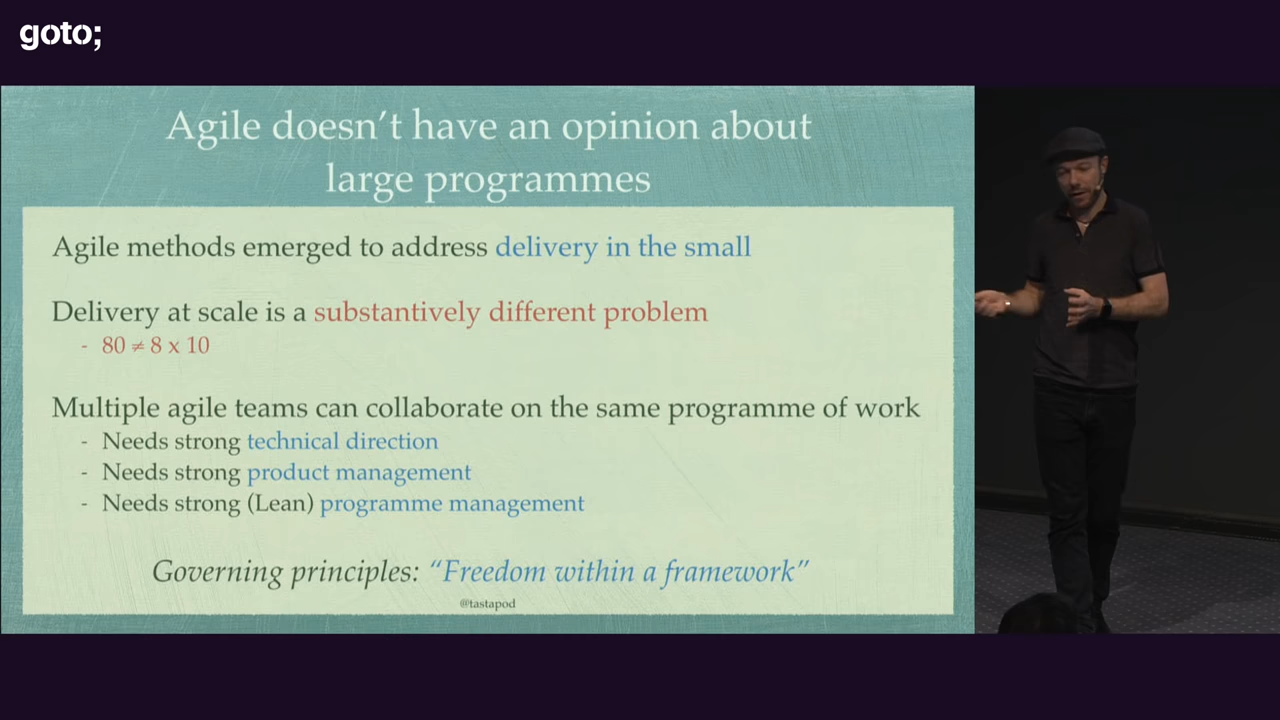 goto;
Agile doesn't have an opinion about
large programmes
Agile methods emerged to address delivery in the small
Delivery at scale is a substantively different problem
- 80 ≠ 8 x 10
Multiple agile teams can collaborate on the same programme of work
- Needs strong technical direction
- Needs strong product management
- Needs strong (Lean) programme management
Governing principles: “Freedom within a framework”
@tastapod